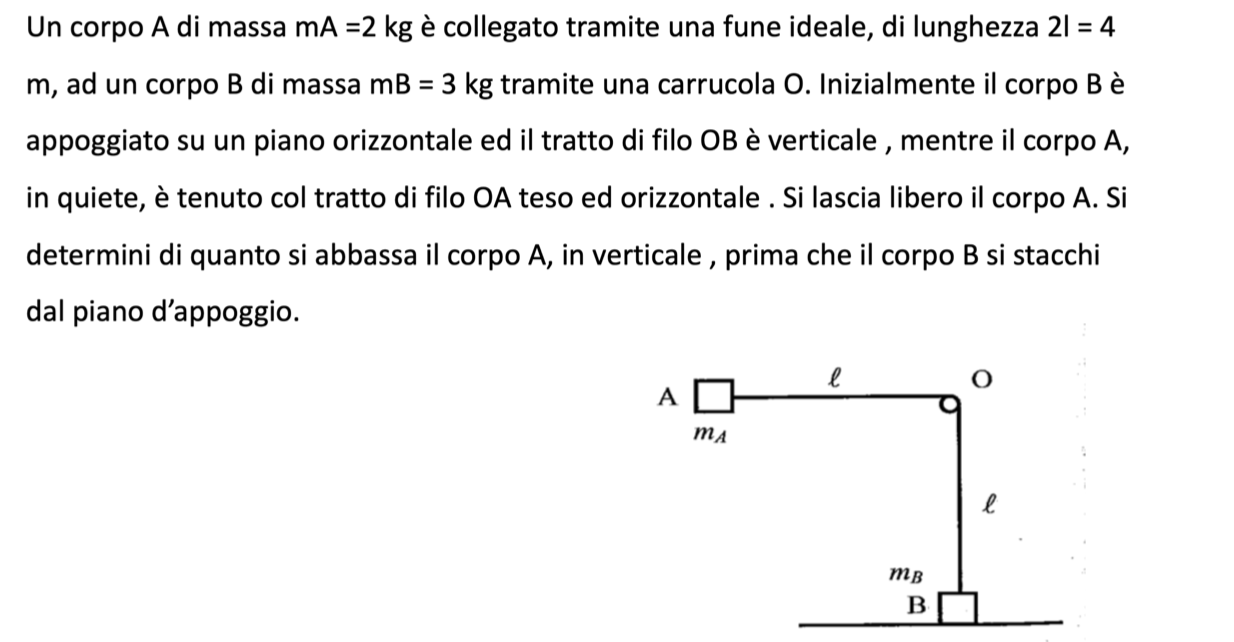 Un corpo A di massa mA =2 kg è collegato tramite una fune ideale, di lunghezza 2l = 4
m, ad un corpo B di massa mB = 3 kg tramite una carrucola O. Inizialmente il corpo B è
appoggiato su un piano orizzontale ed il tratto di filo OB è verticale , mentre il corpo A,
in quiete, è tenuto col tratto di filo OA teso ed orizzontale . Si lascia libero il corpo A. Si
determini di quanto si abbassa il corpo A, in verticale , prima che il corpo B si stacchi
dal piano d’appoggio.
ℓ
O
A
mA
ℓ
mB
B